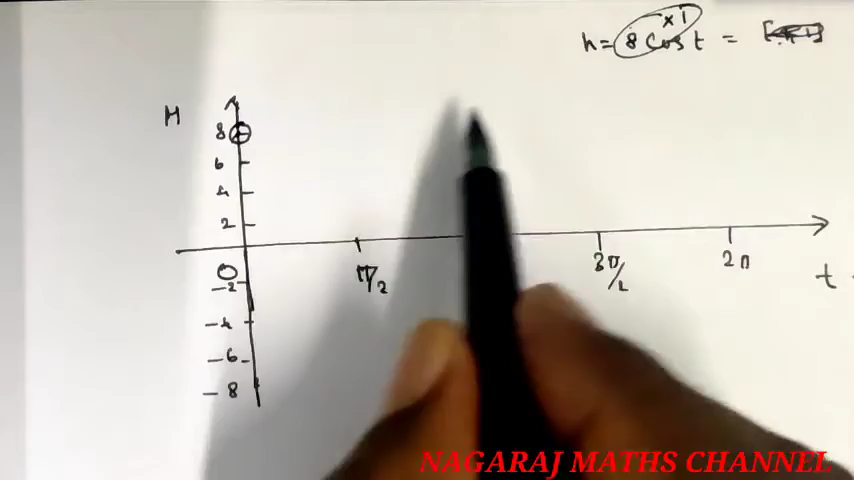 ×1
h = 8 cos t =
H
8
6
4
2
O
π/2
3π/2
2π
t
-2
-4
-6
-8
NAGARAJ MATHS CHANNEL